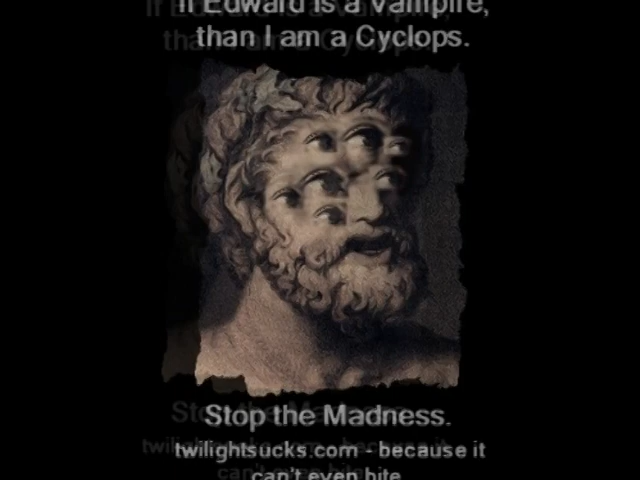 If Edward is a Vampire,
than I am a Cyclops.
Stop the Madness.
twilightsucks.com - because it
can't even bite